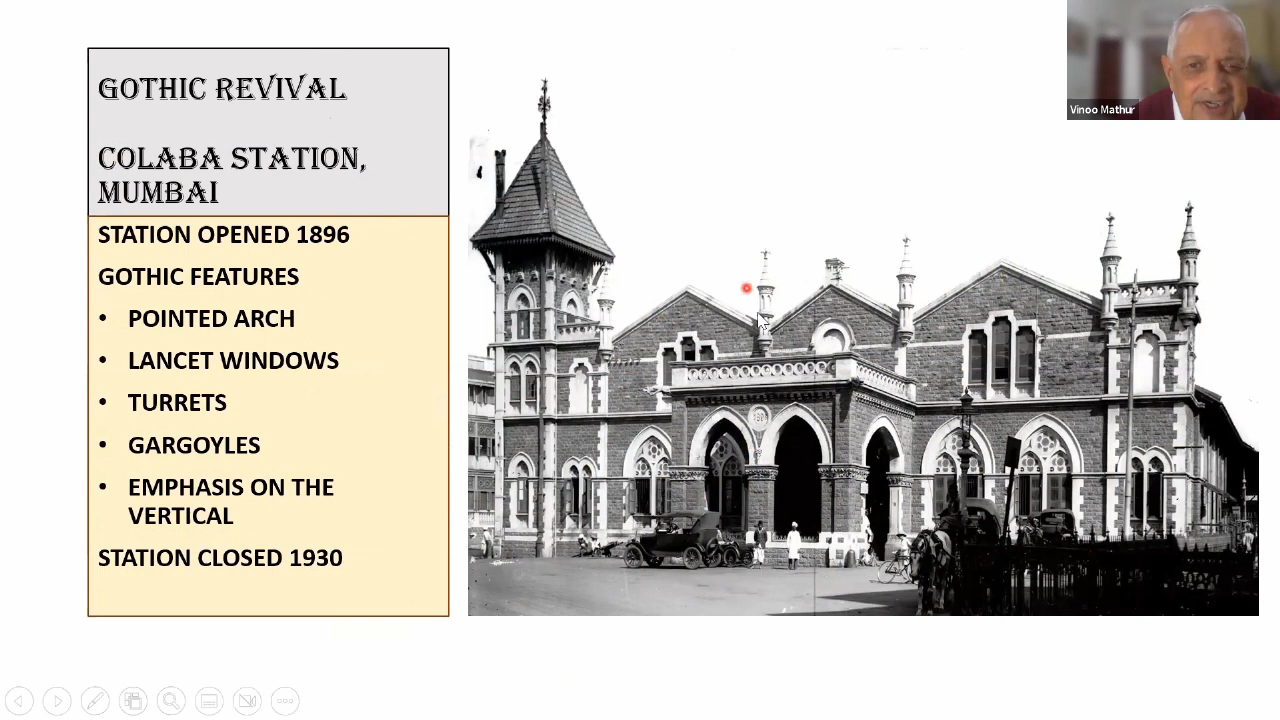 GOTHIC REVIVAL
COLABA STATION,
MUMBAI
STATION OPENED 1896
GOTHIC FEATURES
• POINTED ARCH
• LANCET WINDOWS
• TURRETS
• GARGOYLES
• EMPHASIS ON THE
VERTICAL
STATION CLOSED 1930
Vinoo Mathur